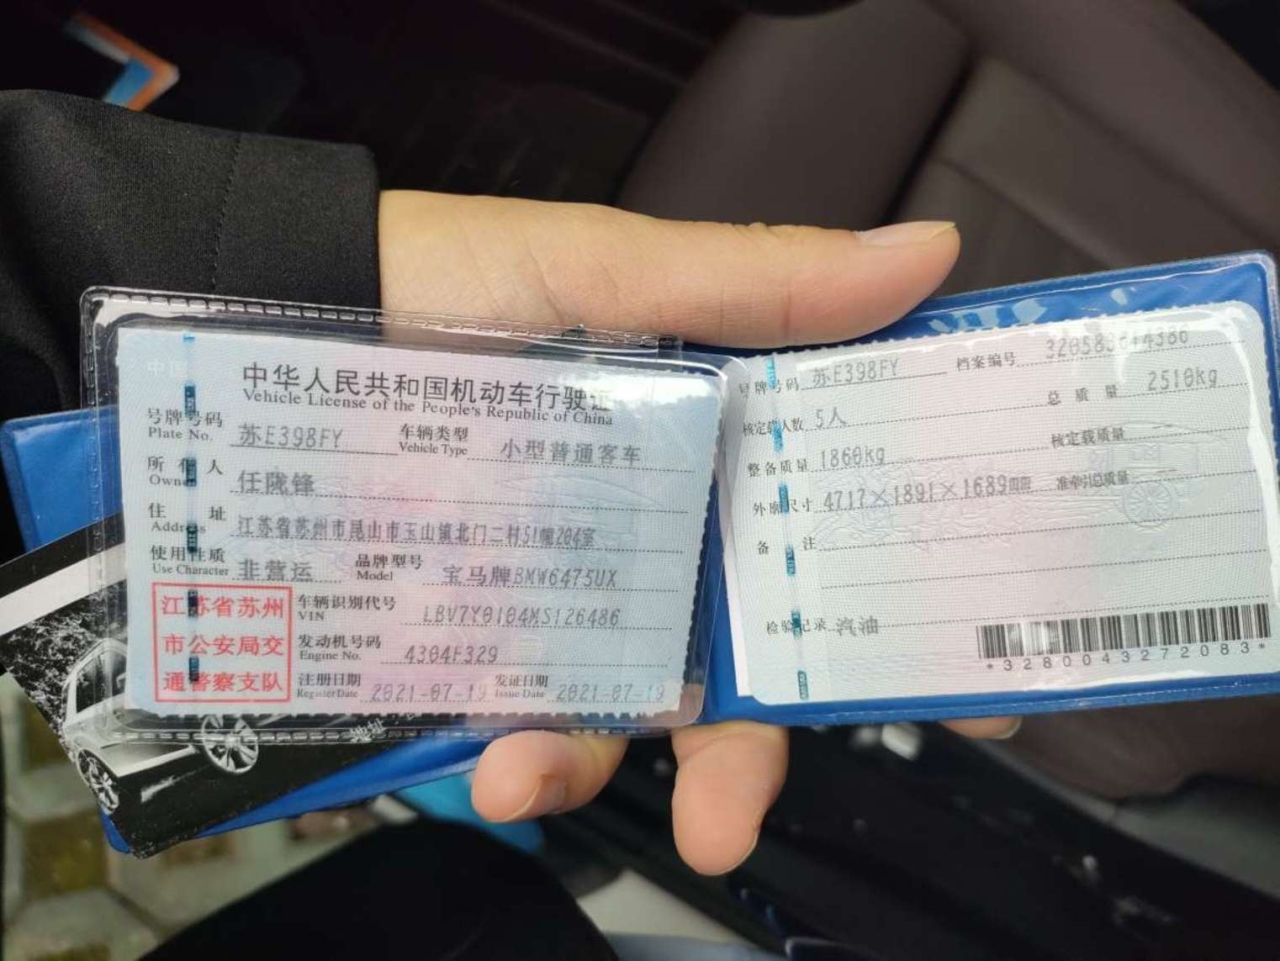 中华人民共和国机动车行驶证
Vehicle License of the People's Republic of China
号牌号码 苏E398FY 车辆类型 小型普通客车
Plate No. Vehicle Type
所有人 任陇锋
Owner
住址 江苏省苏州市昆山市玉山镇北门二村51幢204室
Address
使用性质 非营运 品牌型号 宝马牌BMW6475UX
Use Character Model
江苏省苏州
市公安局交
通警察支队
车辆识别代号 LBV7Y0104MS126486
VIN
发动机号码 4304F329
Engine No.
注册日期 2021-07-19 发证日期 2021-07-19
Register Date Issue Date
号牌号码 苏E398FY 档案编号
核定载人数 5人 总质量 2510kg
整备质量 1860kg 核定载质量
外廓尺寸 4717×1891×1689mm 准牵引总质量
备注
检验记录 汽油
*3280043272083*